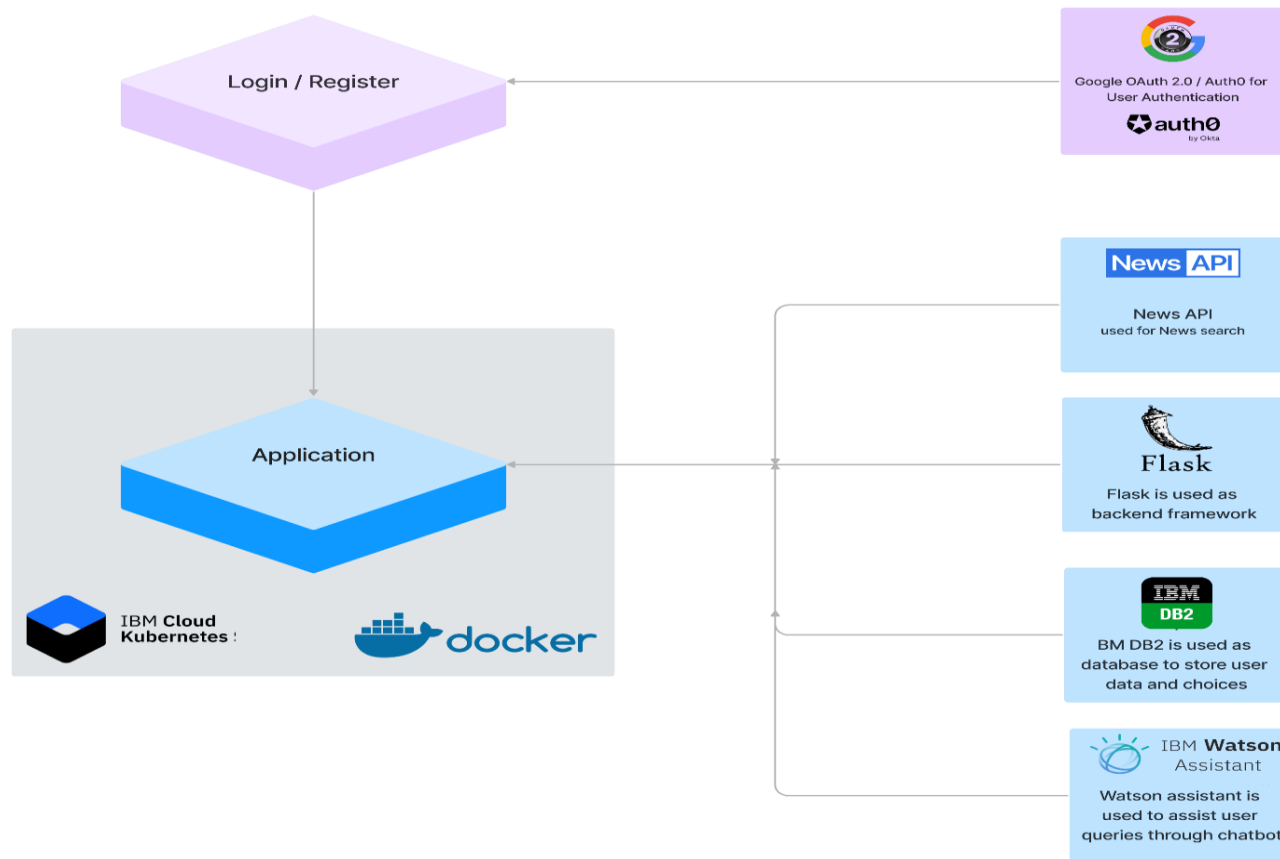 Login / Register
2
Google OAuth 2.0 / Auth0 for
User Authentication
auth0
by Okta
News API
News API
used for News search
Application
Flask
Flask is used as
backend framework
IBM
DB2
BM DB2 is used as
database to store user
data and choices
IBM Cloud
Kubernetes
docker
IBM Watson
Assistant
Watson assistant is
used to assist user
queries through chatbot